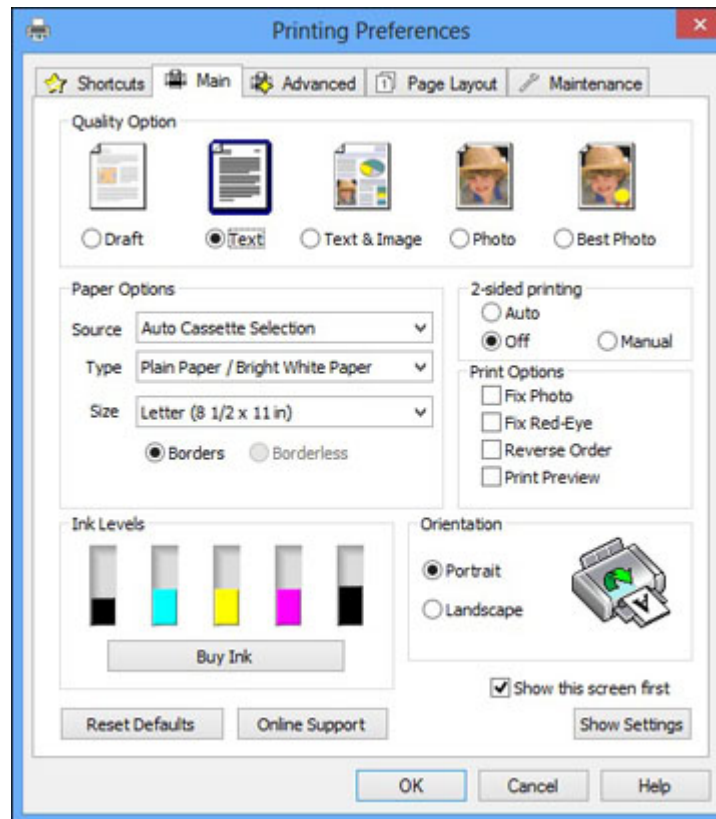 Printing Preferences
Shortcuts Main Advanced 1 Page Layout Maintenance
Quality Option
Draft Text Text & Image Photo Best Photo
Paper Options
Source Auto Cassette Selection
Type Plain Paper / Bright White Paper
Size Letter (8 1/2 x 11 in)
Borders Borderless
2-sided printing
Auto
Off Manual
Print Options
Fix Photo
Fix Red-Eye
Reverse Order
Print Preview
Ink Levels
Buy Ink
Orientation
Portrait
Landscape
A
Show this screen first
Reset Defaults Online Support Show Settings
OK Cancel Help